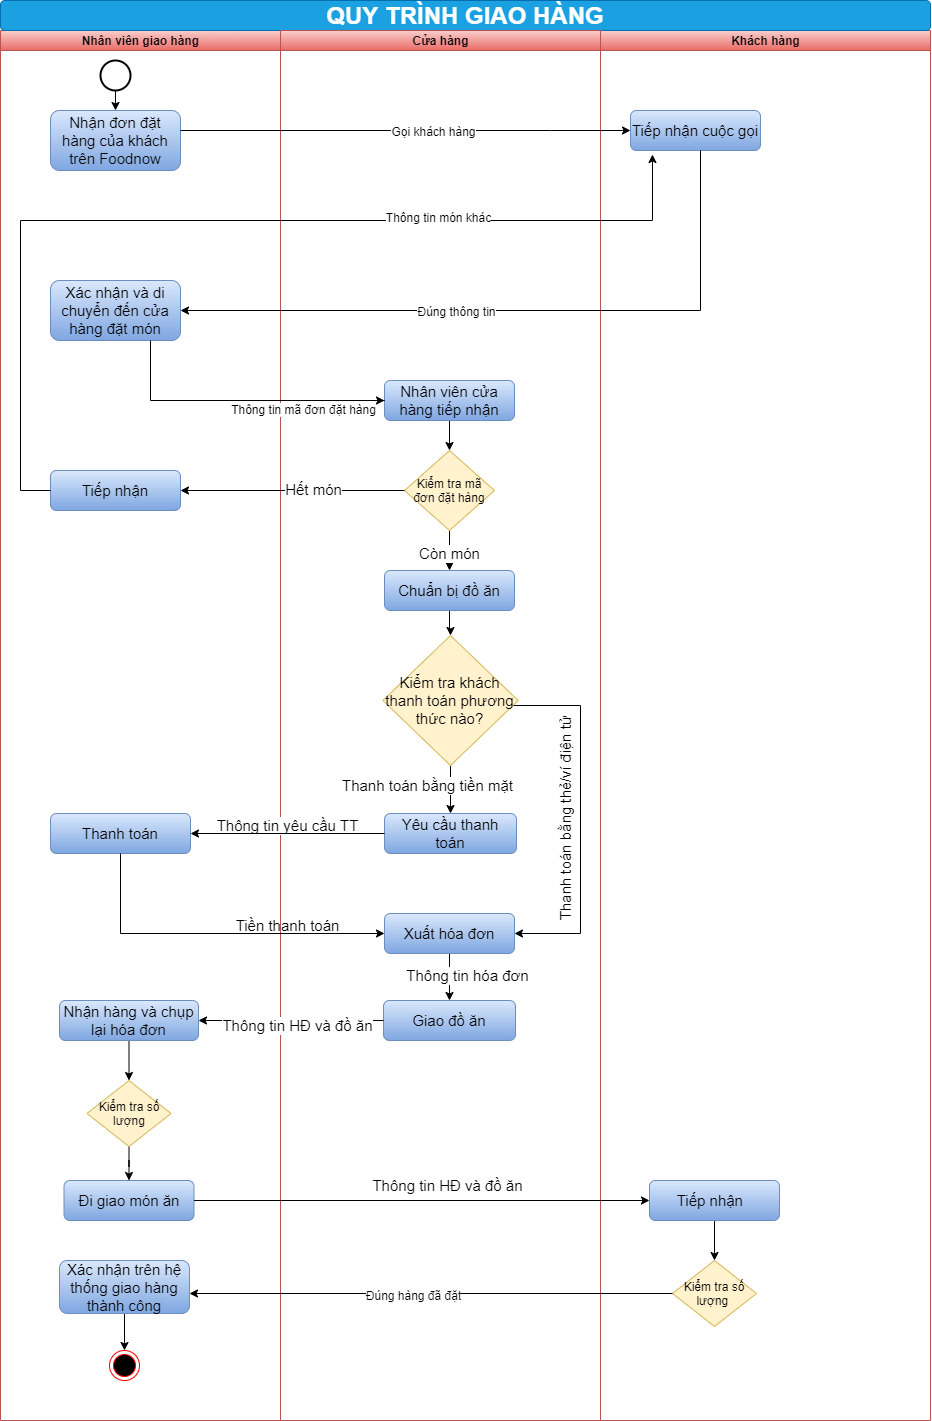 QUY TRÌNH GIAO HÀNG
Nhân viên giao hàng
Cửa hàng
Khách hàng
Nhận đơn đặt
hàng của khách
trên Foodnow
Gọi khách hàng
Tiếp nhận cuộc gọi
Thông tin món khác
Xác nhận và di
chuyển đến cửa
hàng đặt món
Đúng thông tin
Thông tin mã đơn đặt hàng
Nhân viên cửa
hàng tiếp nhận
Tiếp nhận
Hết món
Kiểm tra mã
đơn đặt hàng
Còn món
Chuẩn bị đồ ăn
Kiểm tra khách
thanh toán phương
thức nào?
Thanh toán bằng thẻ/ví điện tử
Thanh toán bằng tiền mặt
Thanh toán
Thông tin yêu cầu TT
Yêu cầu thanh
toán
Tiền thanh toán
Xuất hóa đơn
Thông tin hóa đơn
Nhận hàng và chụp
lại hóa đơn
Thông tin HĐ và đồ ăn
Giao đồ ăn
Kiểm tra số
lượng
Đi giao món ăn
Thông tin HĐ và đồ ăn
Tiếp nhận
Xác nhận trên hệ
thống giao hàng
thành công
Đúng hàng đã đặt
Kiểm tra số
lượng